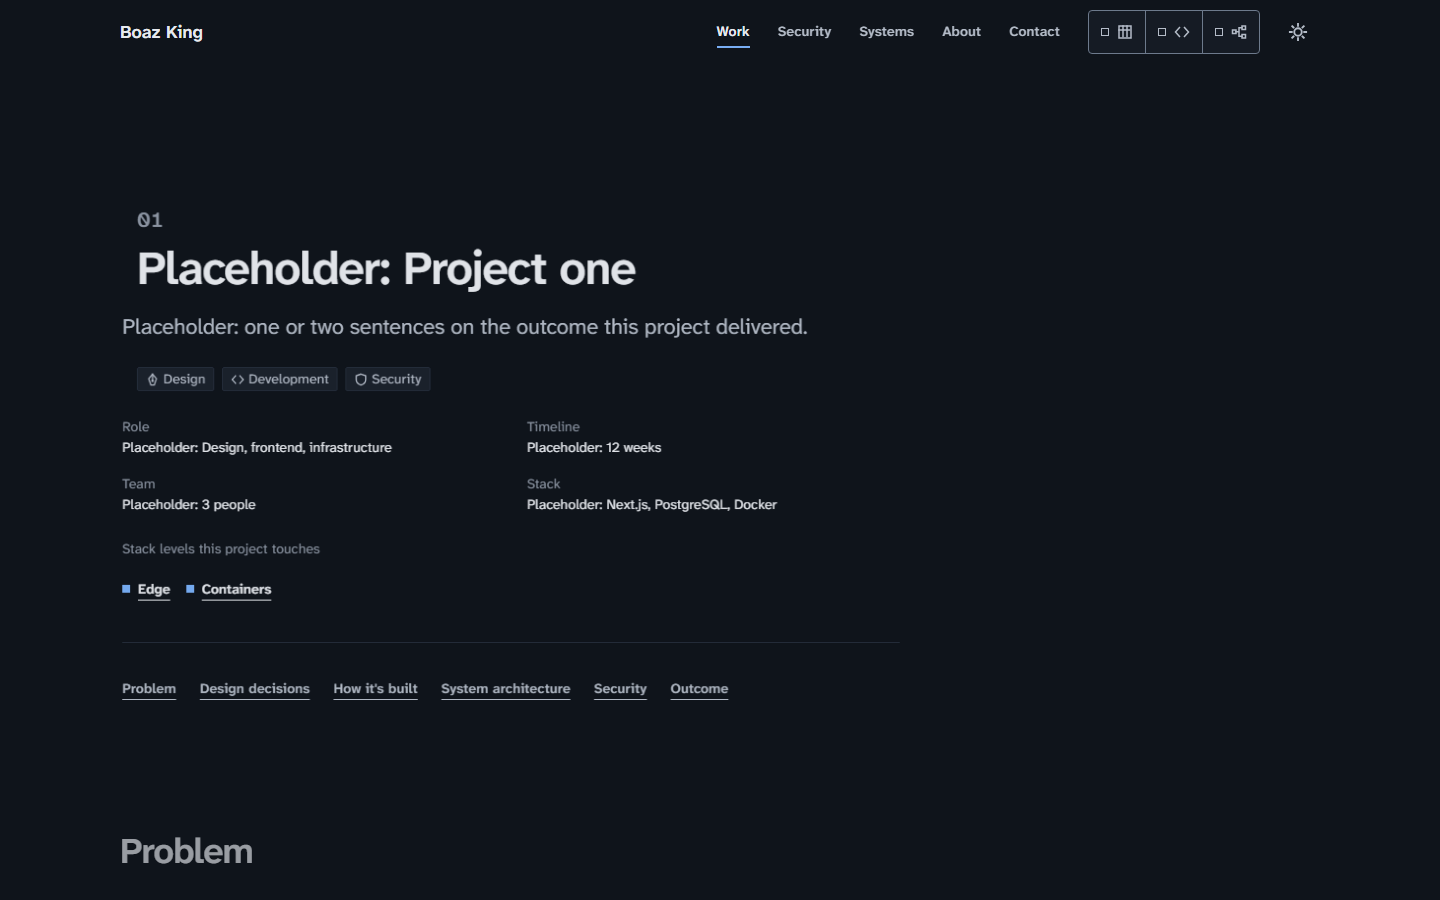 Boaz King
Work Security Systems About Contact
01
Placeholder: Project one
Placeholder: one or two sentences on the outcome this project delivered.
Design Development Security
Role Timeline
Placeholder: Design, frontend, infrastructure Placeholder: 12 weeks
Team Stack
Placeholder: 3 people Placeholder: Next.js, PostgreSQL, Docker
Stack levels this project touches
Edge Containers
Problem Design decisions How it's built System architecture Security Outcome
Problem